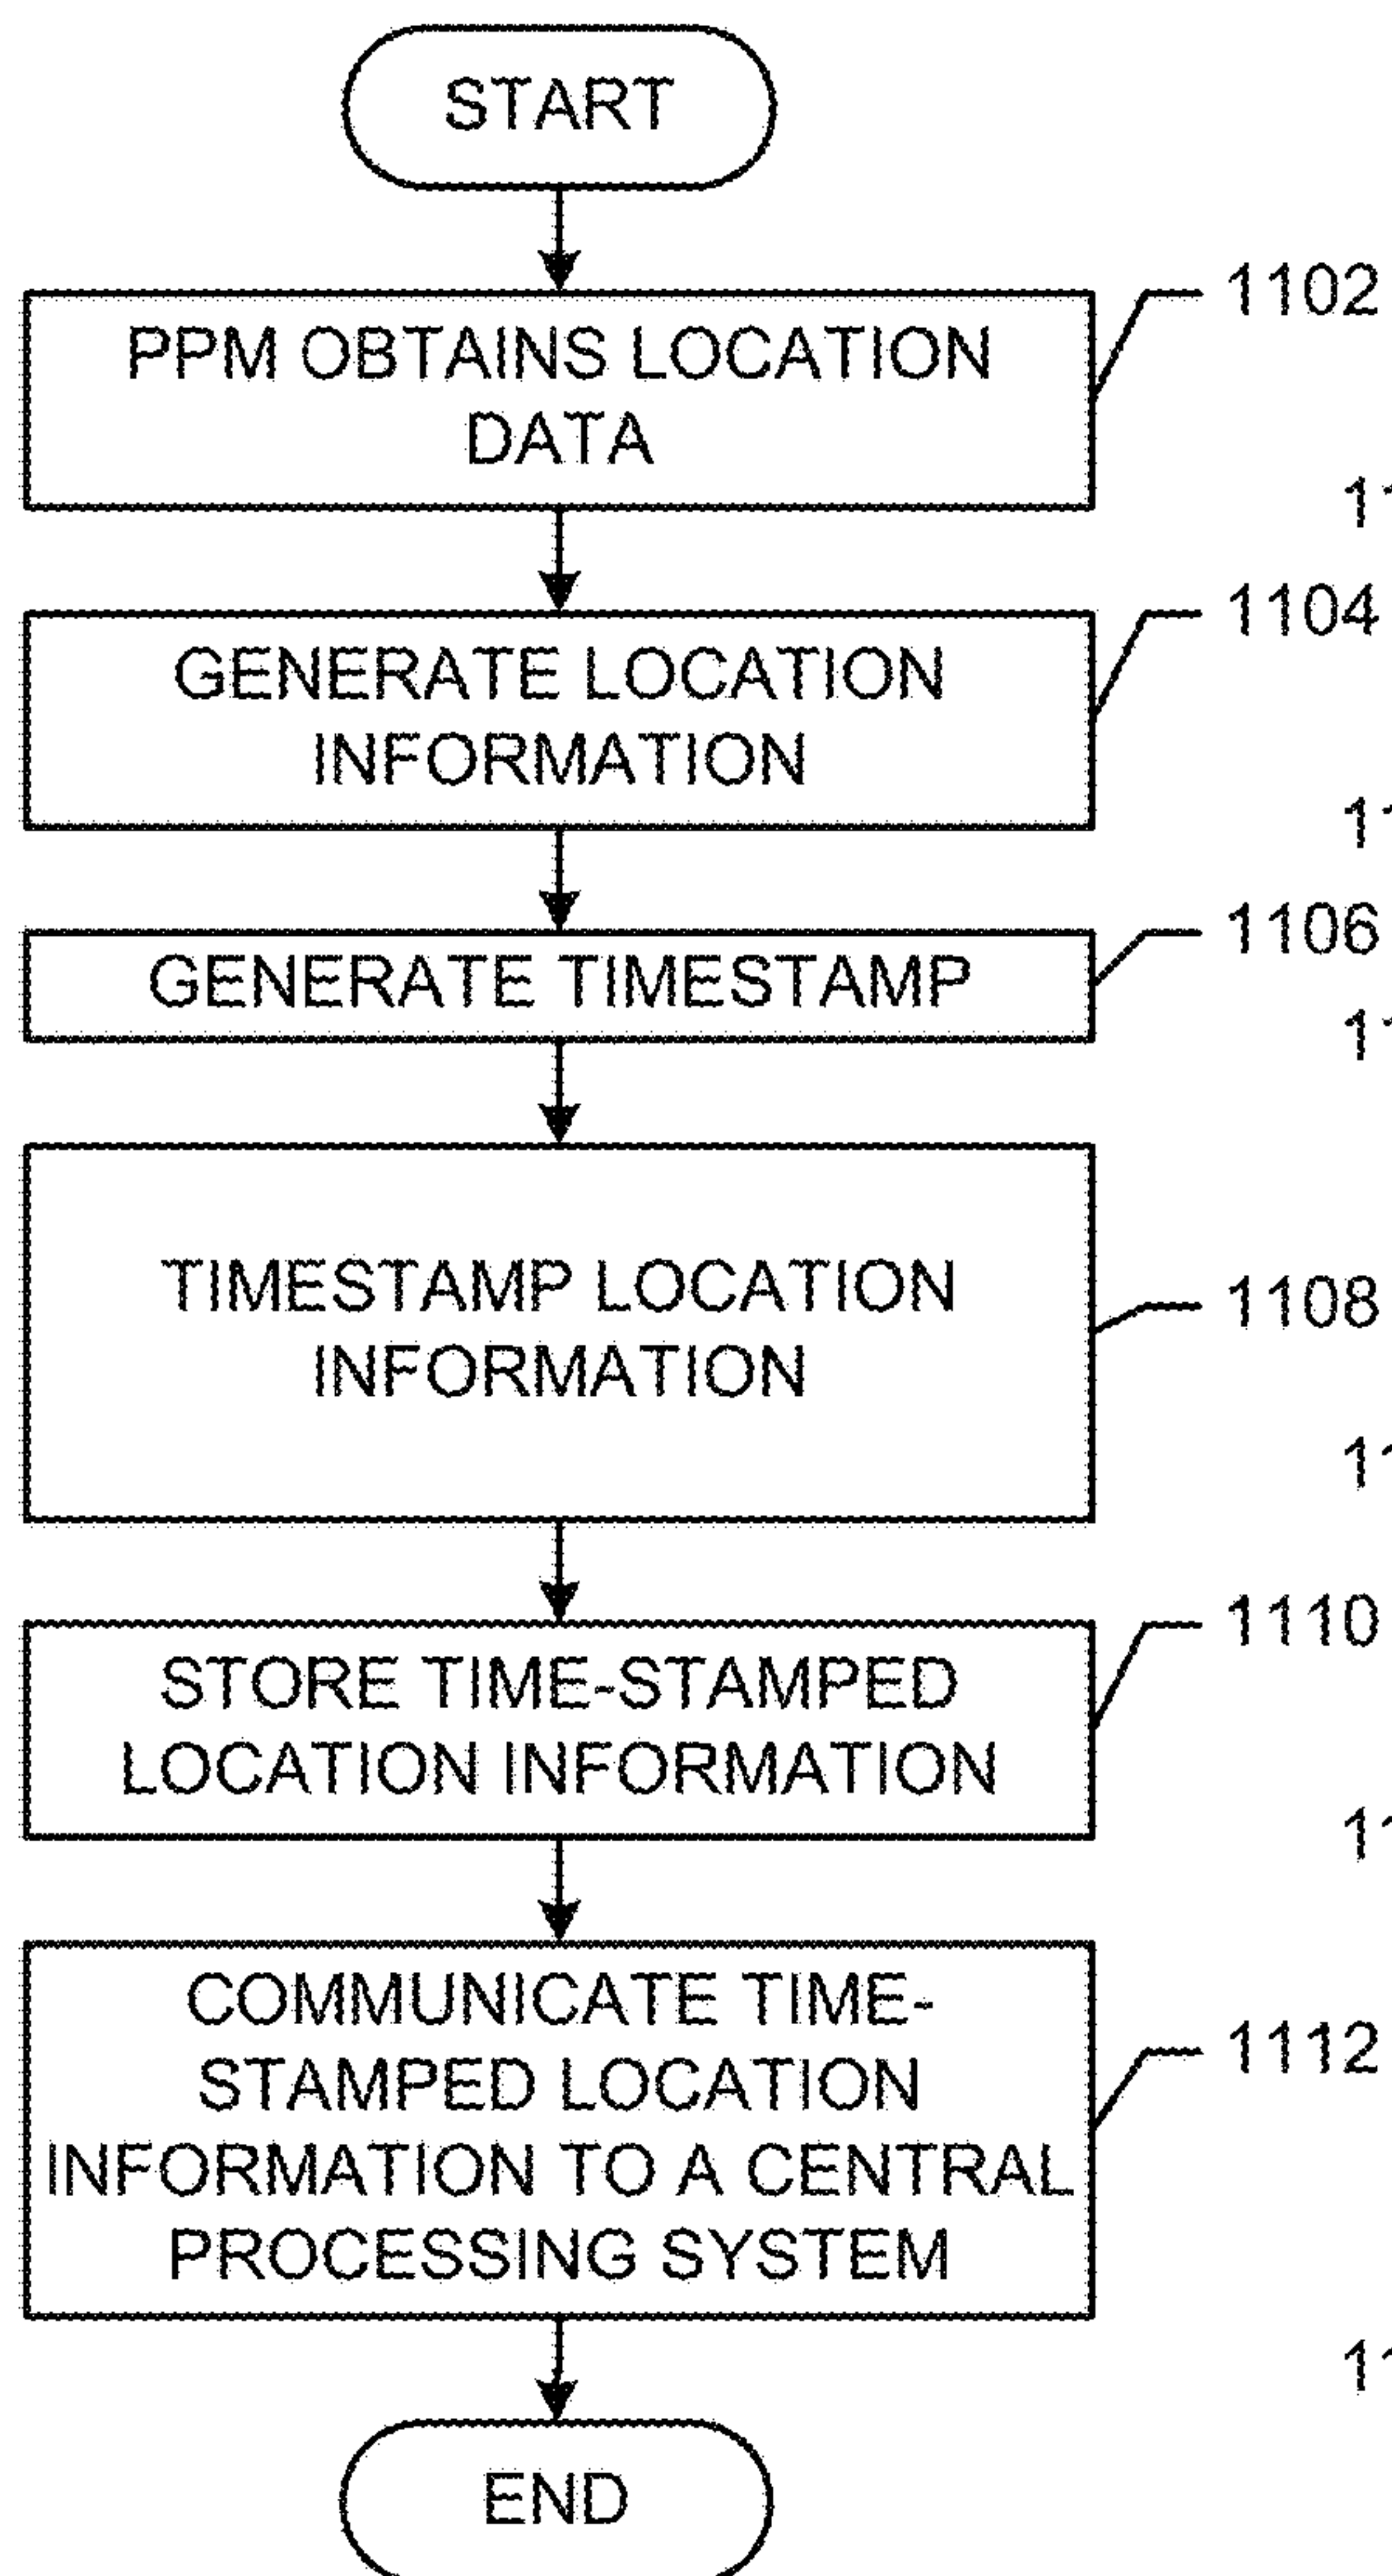 START
PPM OBTAINS LOCATION
DATA
1102
GENERATE LOCATION
INFORMATION
1104
GENERATE TIMESTAMP
1106
TIMESTAMP LOCATION
INFORMATION
1108
STORE TIME-STAMPED
LOCATION INFORMATION
1110
COMMUNICATE TIME-
STAMPED LOCATION
INFORMATION TO A CENTRAL
PROCESSING SYSTEM
1112
END